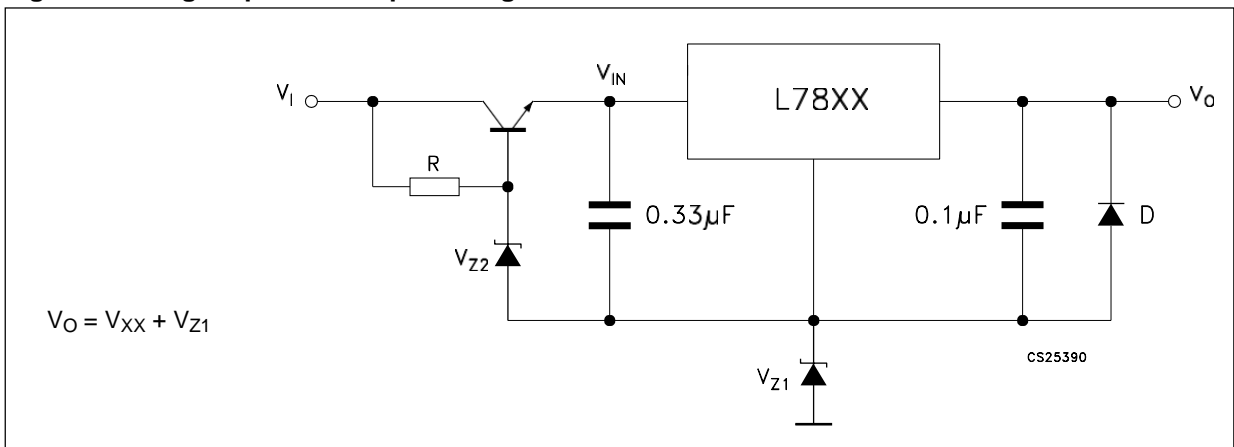 V_I
V_IN
L78XX
V_O
R
0.33µF
0.1µF
D
V_Z2
V_O = V_XX + V_Z1
CS25390
V_Z1